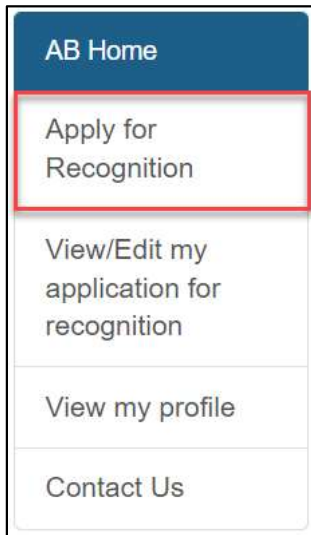 AB Home
Apply for
Recognition
View/Edit my
application for
recognition
View my profile
Contact Us